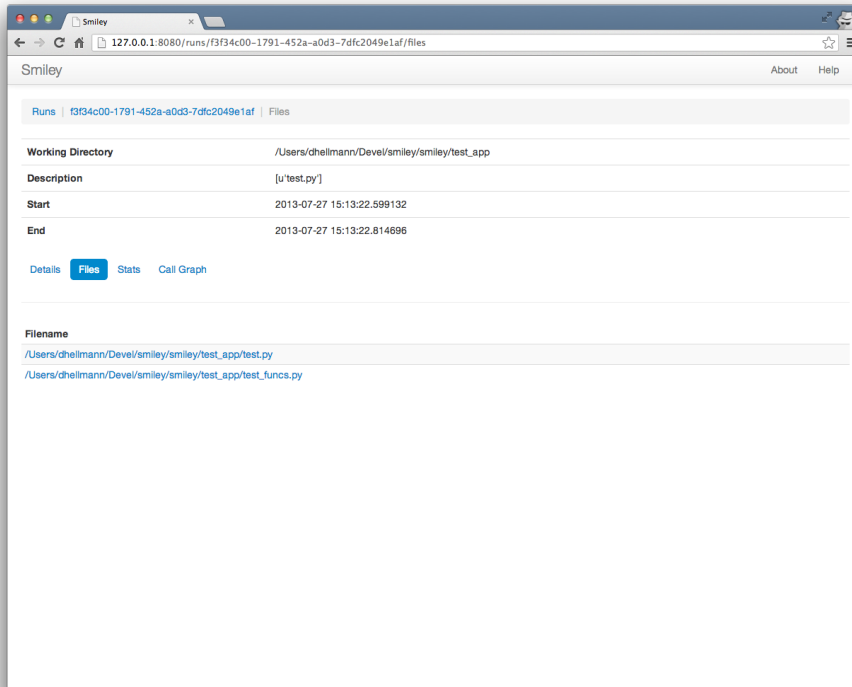 Smiley
127.0.0.1:8080/runs/f3f34c00-1791-452a-a0d3-7dfc2049e1af/files
Smiley About Help
Runs | f3f34c00-1791-452a-a0d3-7dfc2049e1af | Files
Working Directory /Users/dhellmann/Devel/smiley/smiley/test_app
Description [u'test.py']
Start 2013-07-27 15:13:22.599132
End 2013-07-27 15:13:22.814696
Details Files Stats Call Graph
Filename
/Users/dhellmann/Devel/smiley/smiley/test_app/test.py
/Users/dhellmann/Devel/smiley/smiley/test_app/test_funcs.py